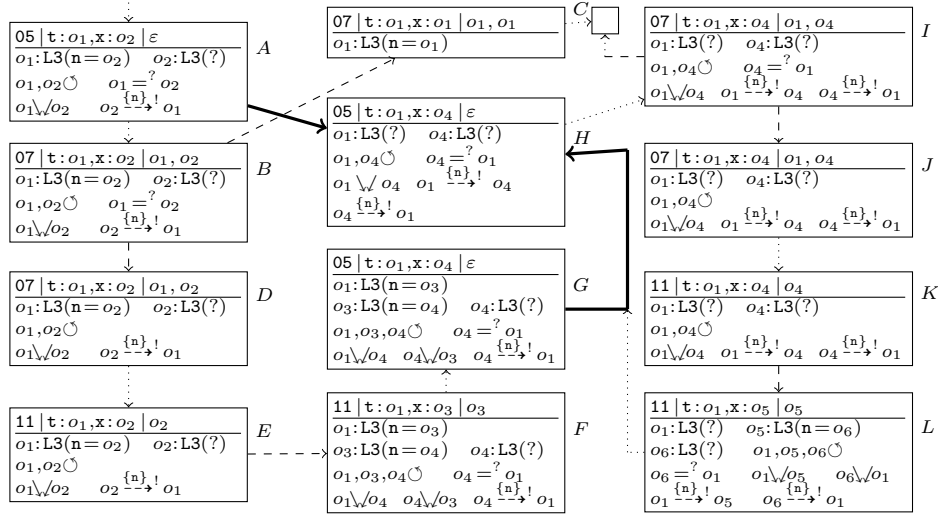 05 | t:o₁,x:o₂ | ε
A
o₁:L3(n=o₂) o₂:L3(?)
o₁,o₂↺ o₁=?o₂
o₁↘↙o₂ o₂ {n}⇢! o₁
07 | t:o₁,x:o₂ | o₁,o₂
B
o₁:L3(n=o₂) o₂:L3(?)
o₁,o₂↺ o₁=?o₂
o₁↘↙o₂ o₂ {n}⇢! o₁
07 | t:o₁,x:o₂ | o₁,o₂
D
o₁:L3(n=o₂) o₂:L3(?)
o₁,o₂↺
o₁↘↙o₂ o₂ {n}⇢! o₁
11 | t:o₁,x:o₂ | o₂
E
o₁:L3(n=o₂) o₂:L3(?)
o₁,o₂↺
o₁↘↙o₂ o₂ {n}⇢! o₁
07 | t:o₁,x:o₁ | o₁,o₁
C
o₁:L3(n=o₁)
05 | t:o₁,x:o₄ | ε
H
o₁:L3(?) o₄:L3(?)
o₁,o₄↺ o₄=?o₁
o₁ ↘↙ o₄ o₁ {n}⇢! o₄
o₄ {n}⇢! o₁
05 | t:o₁,x:o₄ | ε
G
o₁:L3(n=o₃)
o₃:L3(n=o₄) o₄:L3(?)
o₁,o₃,o₄↺ o₄=?o₁
o₁↘↙o₄ o₄↘↙o₃ o₄ {n}⇢! o₁
11 | t:o₁,x:o₃ | o₃
F
o₁:L3(n=o₃)
o₃:L3(n=o₄) o₄:L3(?)
o₁,o₃,o₄↺ o₄=?o₁
o₁↘↙o₄ o₄↘↙o₃ o₄ {n}⇢! o₁
07 | t:o₁,x:o₄ | o₁,o₄
I
o₁:L3(?) o₄:L3(?)
o₁,o₄↺ o₄=?o₁
o₁↘↙o₄ o₁ {n}⇢! o₄ o₄ {n}⇢! o₁
07 | t:o₁,x:o₄ | o₁,o₄
J
o₁:L3(?) o₄:L3(?)
o₁,o₄↺
o₁↘↙o₄ o₁ {n}⇢! o₄ o₄ {n}⇢! o₁
11 | t:o₁,x:o₄ | o₄
K
o₁:L3(?) o₄:L3(?)
o₁,o₄↺
o₁↘↙o₄ o₁ {n}⇢! o₄ o₄ {n}⇢! o₁
11 | t:o₁,x:o₅ | o₅
L
o₁:L3(?) o₅:L3(n=o₆)
o₆:L3(?) o₁,o₅,o₆↺
o₆=?o₁ o₁↘↙o₅ o₆↘↙o₁
o₁ {n}⇢! o₅ o₆ {n}⇢! o₁